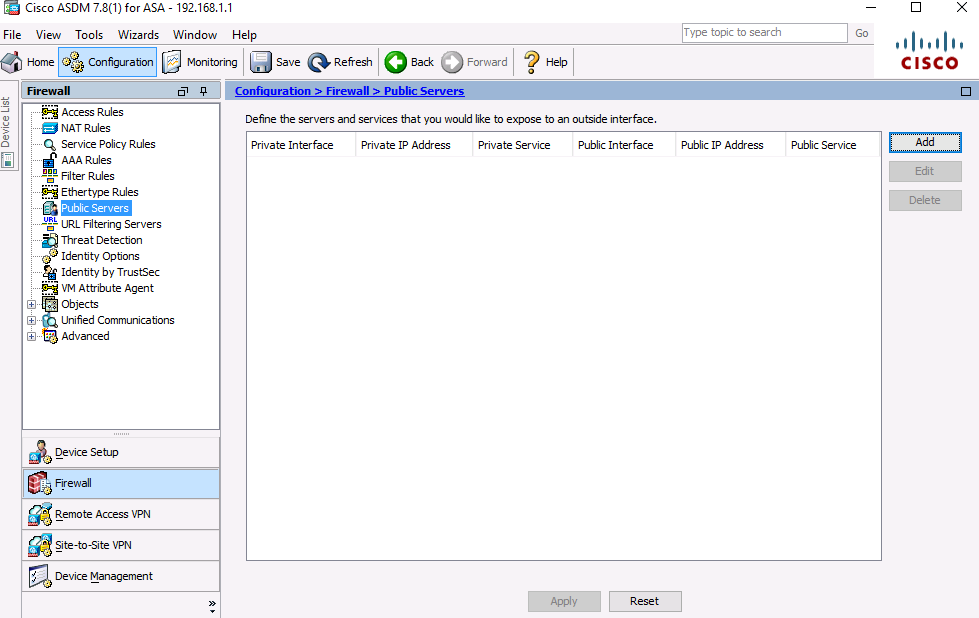 Cisco ASDM 7.8(1) for ASA - 192.168.1.1
File View Tools Wizards Window Help
Type topic to search Go
Home Configuration Monitoring Save Refresh Back Forward Help
CISCO
Device List
Firewall
Access Rules
NAT Rules
Service Policy Rules
AAA Rules
Filter Rules
Ethertype Rules
Public Servers
URL Filtering Servers
Threat Detection
Identity Options
Identity by TrustSec
VM Attribute Agent
Objects
Unified Communications
Advanced
Device Setup
Firewall
Remote Access VPN
Site-to-Site VPN
Device Management
Configuration > Firewall > Public Servers
Define the servers and services that you would like to expose to an outside interface.
Private Interface Private IP Address Private Service Public Interface Public IP Address Public Service
Add
Edit
Delete
Apply Reset